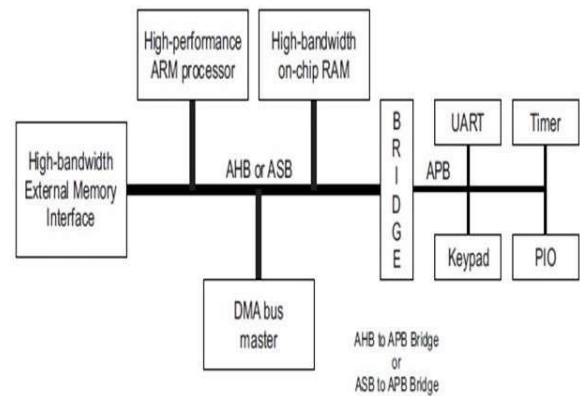 High-performance
ARM processor
High-bandwidth
on-chip RAM
High-bandwidth
External Memory
Interface
AHB or ASB
B
R
I
D
G
E
APB
UART
Timer
Keypad
PIO
DMA bus
master
AHB to APB Bridge
or
ASB to APB Bridge